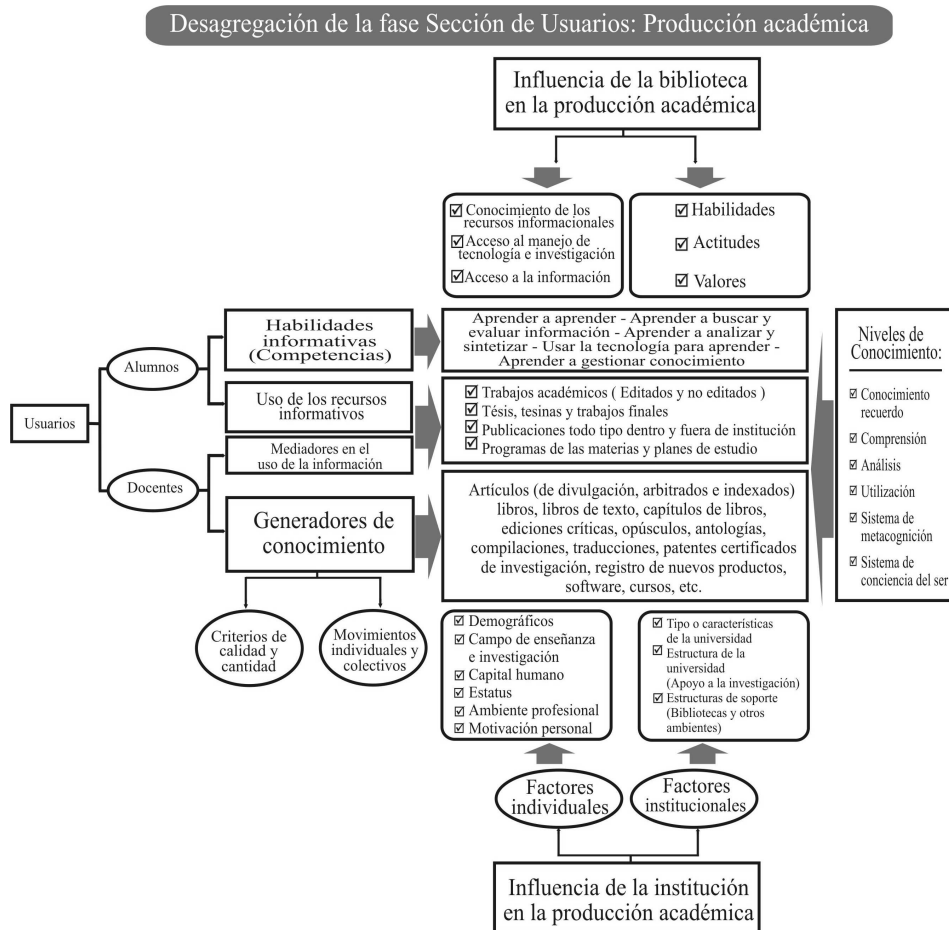 Desagregación de la fase Sección de Usuarios: Producción académica
Influencia de la biblioteca
en la producción académica
Conocimiento de los
recursos informacionales
Acceso al manejo de
tecnología e investigación
Acceso a la información
Habilidades
Actitudes
Valores
Usuarios
Alumnos
Docentes
Habilidades
informativas
(Competencias)
Uso de los recursos
informativos
Mediadores en el
uso de la información
Generadores de
conocimiento
Criterios de
calidad y
cantidad
Movimientos
individuales y
colectivos
Aprender a aprender - Aprender a buscar y
evaluar información - Aprender a analizar y
sintetizar - Usar la tecnología para aprender -
Aprender a gestionar conocimiento
Trabajos académicos ( Editados y no editados )
Tésis, tesinas y trabajos finales
Publicaciones todo tipo dentro y fuera de institución
Programas de las materias y planes de estudio
Artículos (de divulgación, arbitrados e indexados)
libros, libros de texto, capítulos de libros,
ediciones críticas, opúsculos, antologías,
compilaciones, traducciones, patentes certificados
de investigación, registro de nuevos productos,
software, cursos, etc.
Niveles de
Conocimiento:
Conocimiento
recuerdo
Comprensión
Análisis
Utilización
Sistema de
metacognición
Sistema de
conciencia del ser
Demográficos
Campo de enseñanza
e investigación
Capital humano
Estatus
Ambiente profesional
Motivación personal
Tipo o características
de la universidad
Estructura de la
universidad
(Apoyo a la investigación)
Estructuras de soporte
(Bibliotecas y otros
ambientes)
Factores
individuales
Factores
institucionales
Influencia de la institución
en la producción académica